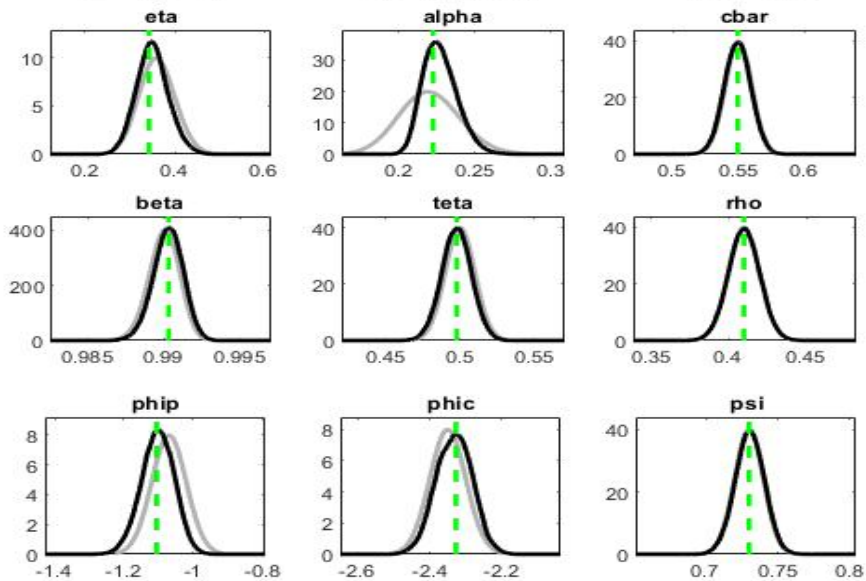 eta alpha cbar
10 30 40
5 20 20
10
0 0 0
0.2 0.4 0.6 0.2 0.25 0.3 0.5 0.55 0.6
beta teta rho
400 40 40
200 20 20
0 0 0
0.985 0.99 0.995 0.45 0.5 0.55 0.35 0.4 0.45
phip phic psi
8 8 40
6 6
4 4 20
2 2
0 0 0
-1.4 -1.2 -1 -0.8 -2.6 -2.4 -2.2 0.7 0.75 0.8